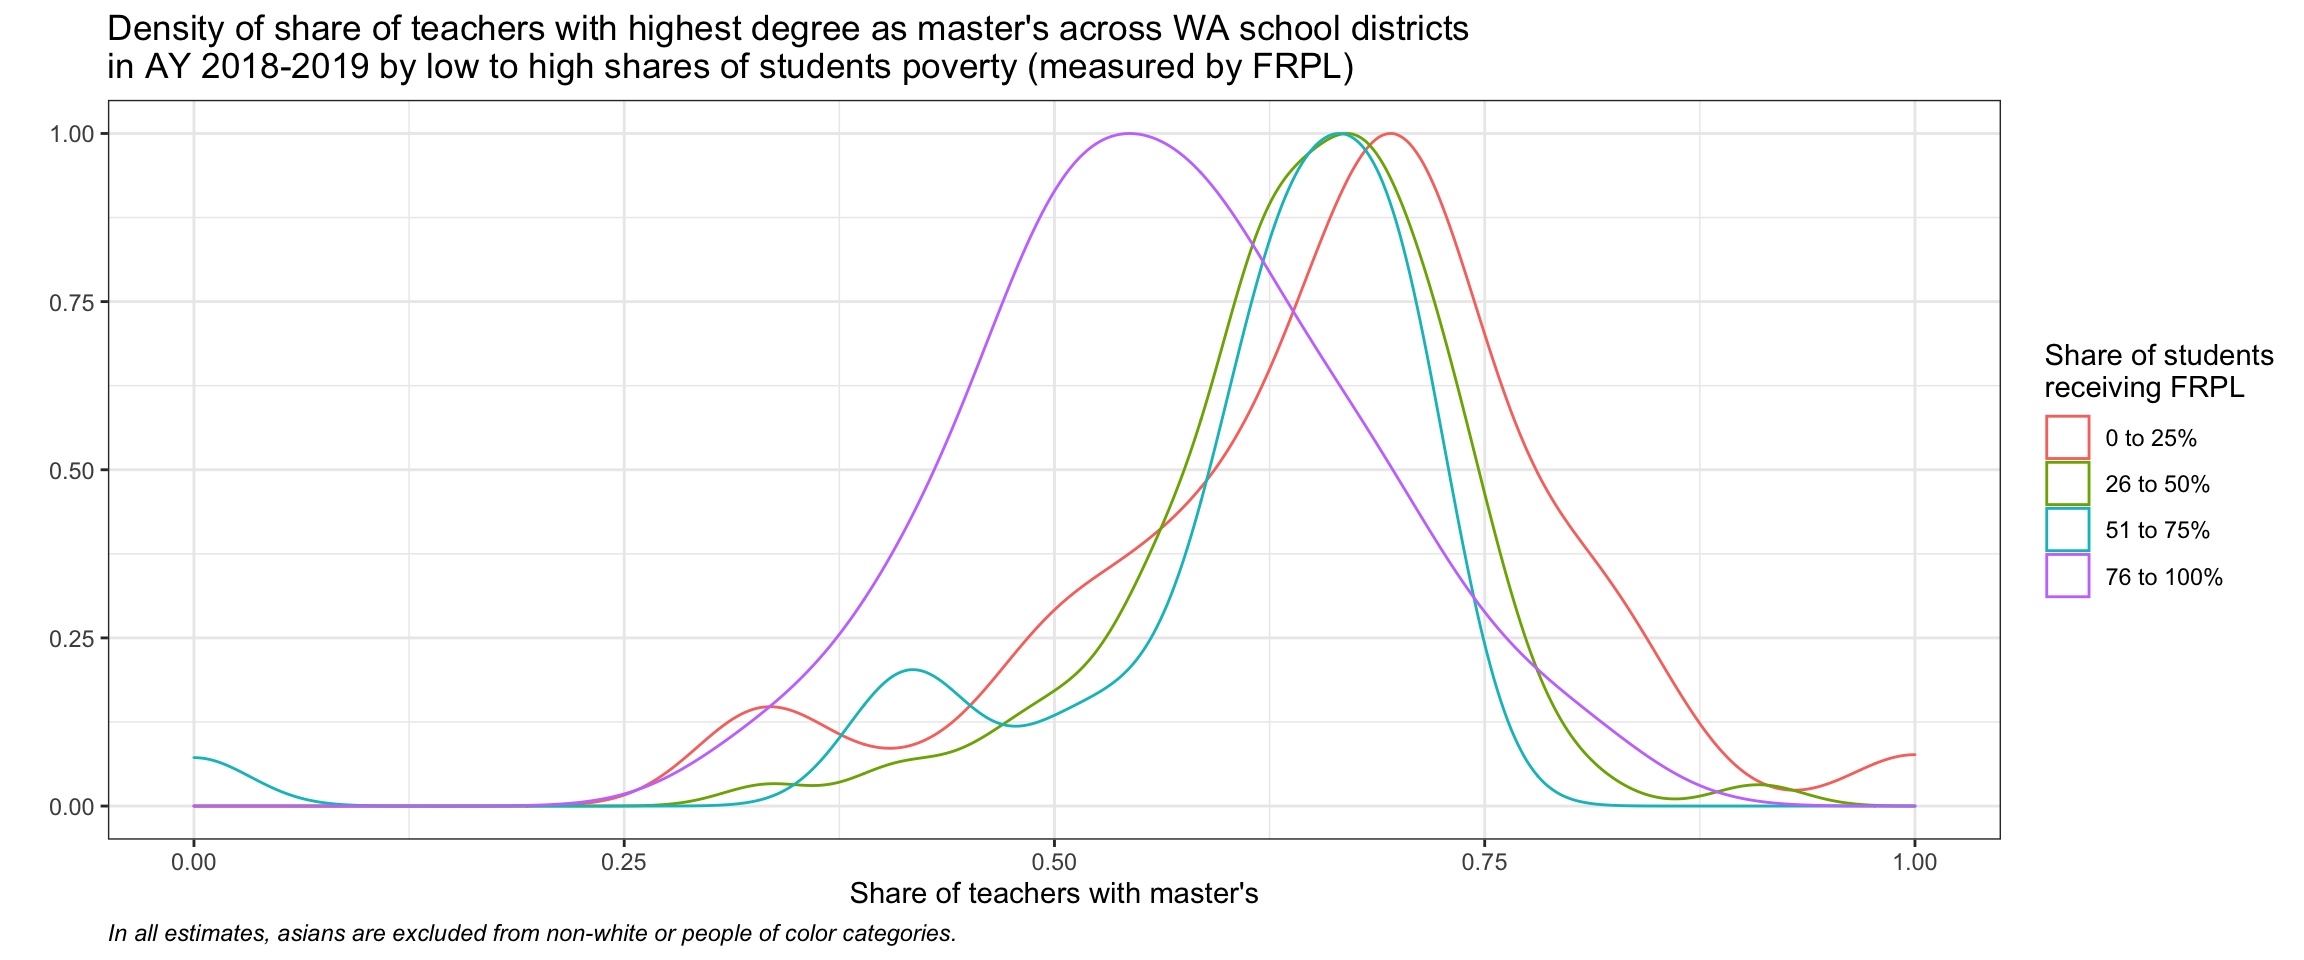 Density of share of teachers with highest degree as master's across WA school districts
in AY 2018-2019 by low to high shares of students poverty (measured by FRPL)
1.00
0.75
0.50
0.25
0.00
0.00 0.25 0.50 0.75 1.00
Share of teachers with master's
Share of students
receiving FRPL
0 to 25%
26 to 50%
51 to 75%
76 to 100%
In all estimates, asians are excluded from non-white or people of color categories.